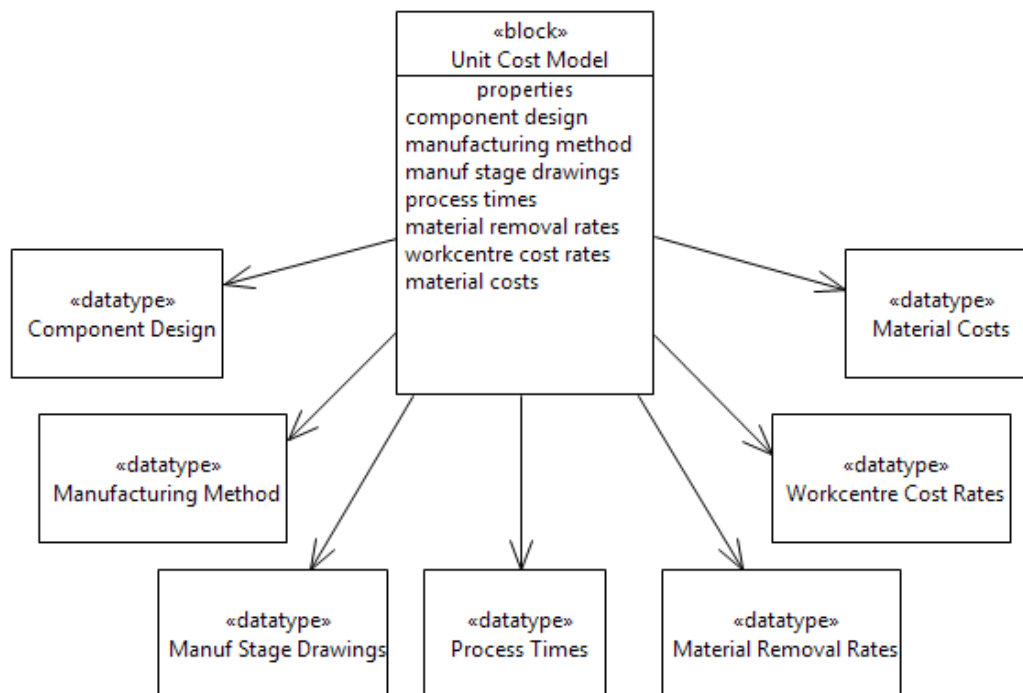 «block»
Unit Cost Model
properties
component design
manufacturing method
manuf stage drawings
process times
material removal rates
workcentre cost rates
material costs
«datatype»
Component Design
«datatype»
Material Costs
«datatype»
Manufacturing Method
«datatype»
Workcentre Cost Rates
«datatype»
Manuf Stage Drawings
«datatype»
Process Times
«datatype»
Material Removal Rates